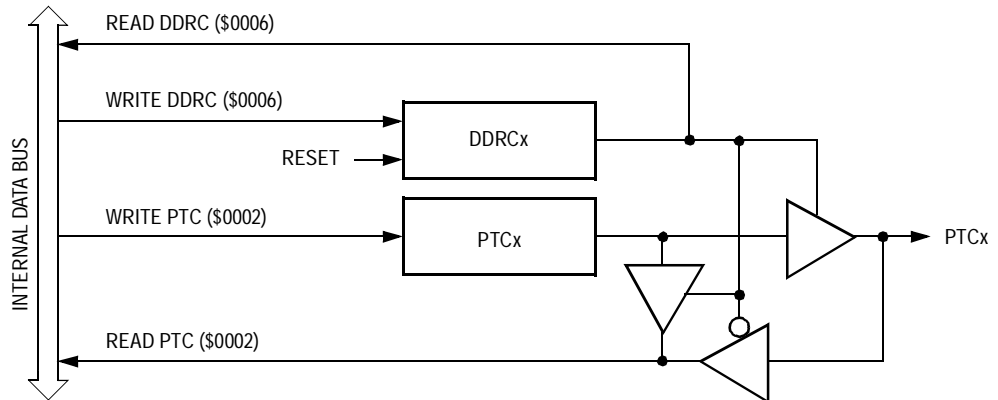 READ DDRC ($0006)
WRITE DDRC ($0006)
DDRCx
RESET
INTERNAL DATA BUS
WRITE PTC ($0002)
PTCx
PTCx
READ PTC ($0002)